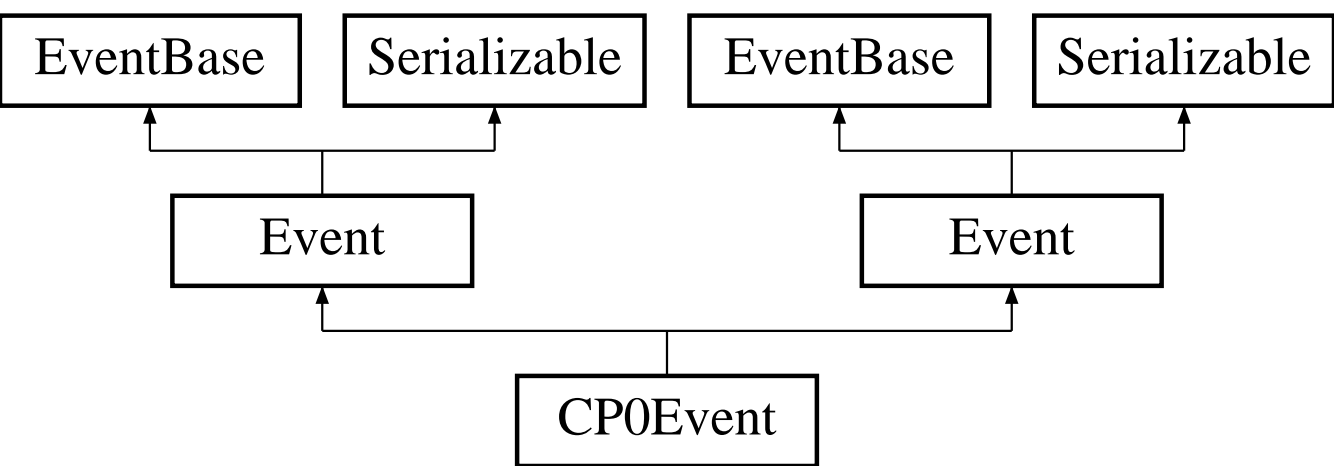 EventBase
Serializable
EventBase
Serializable
Event
Event
CP0Event